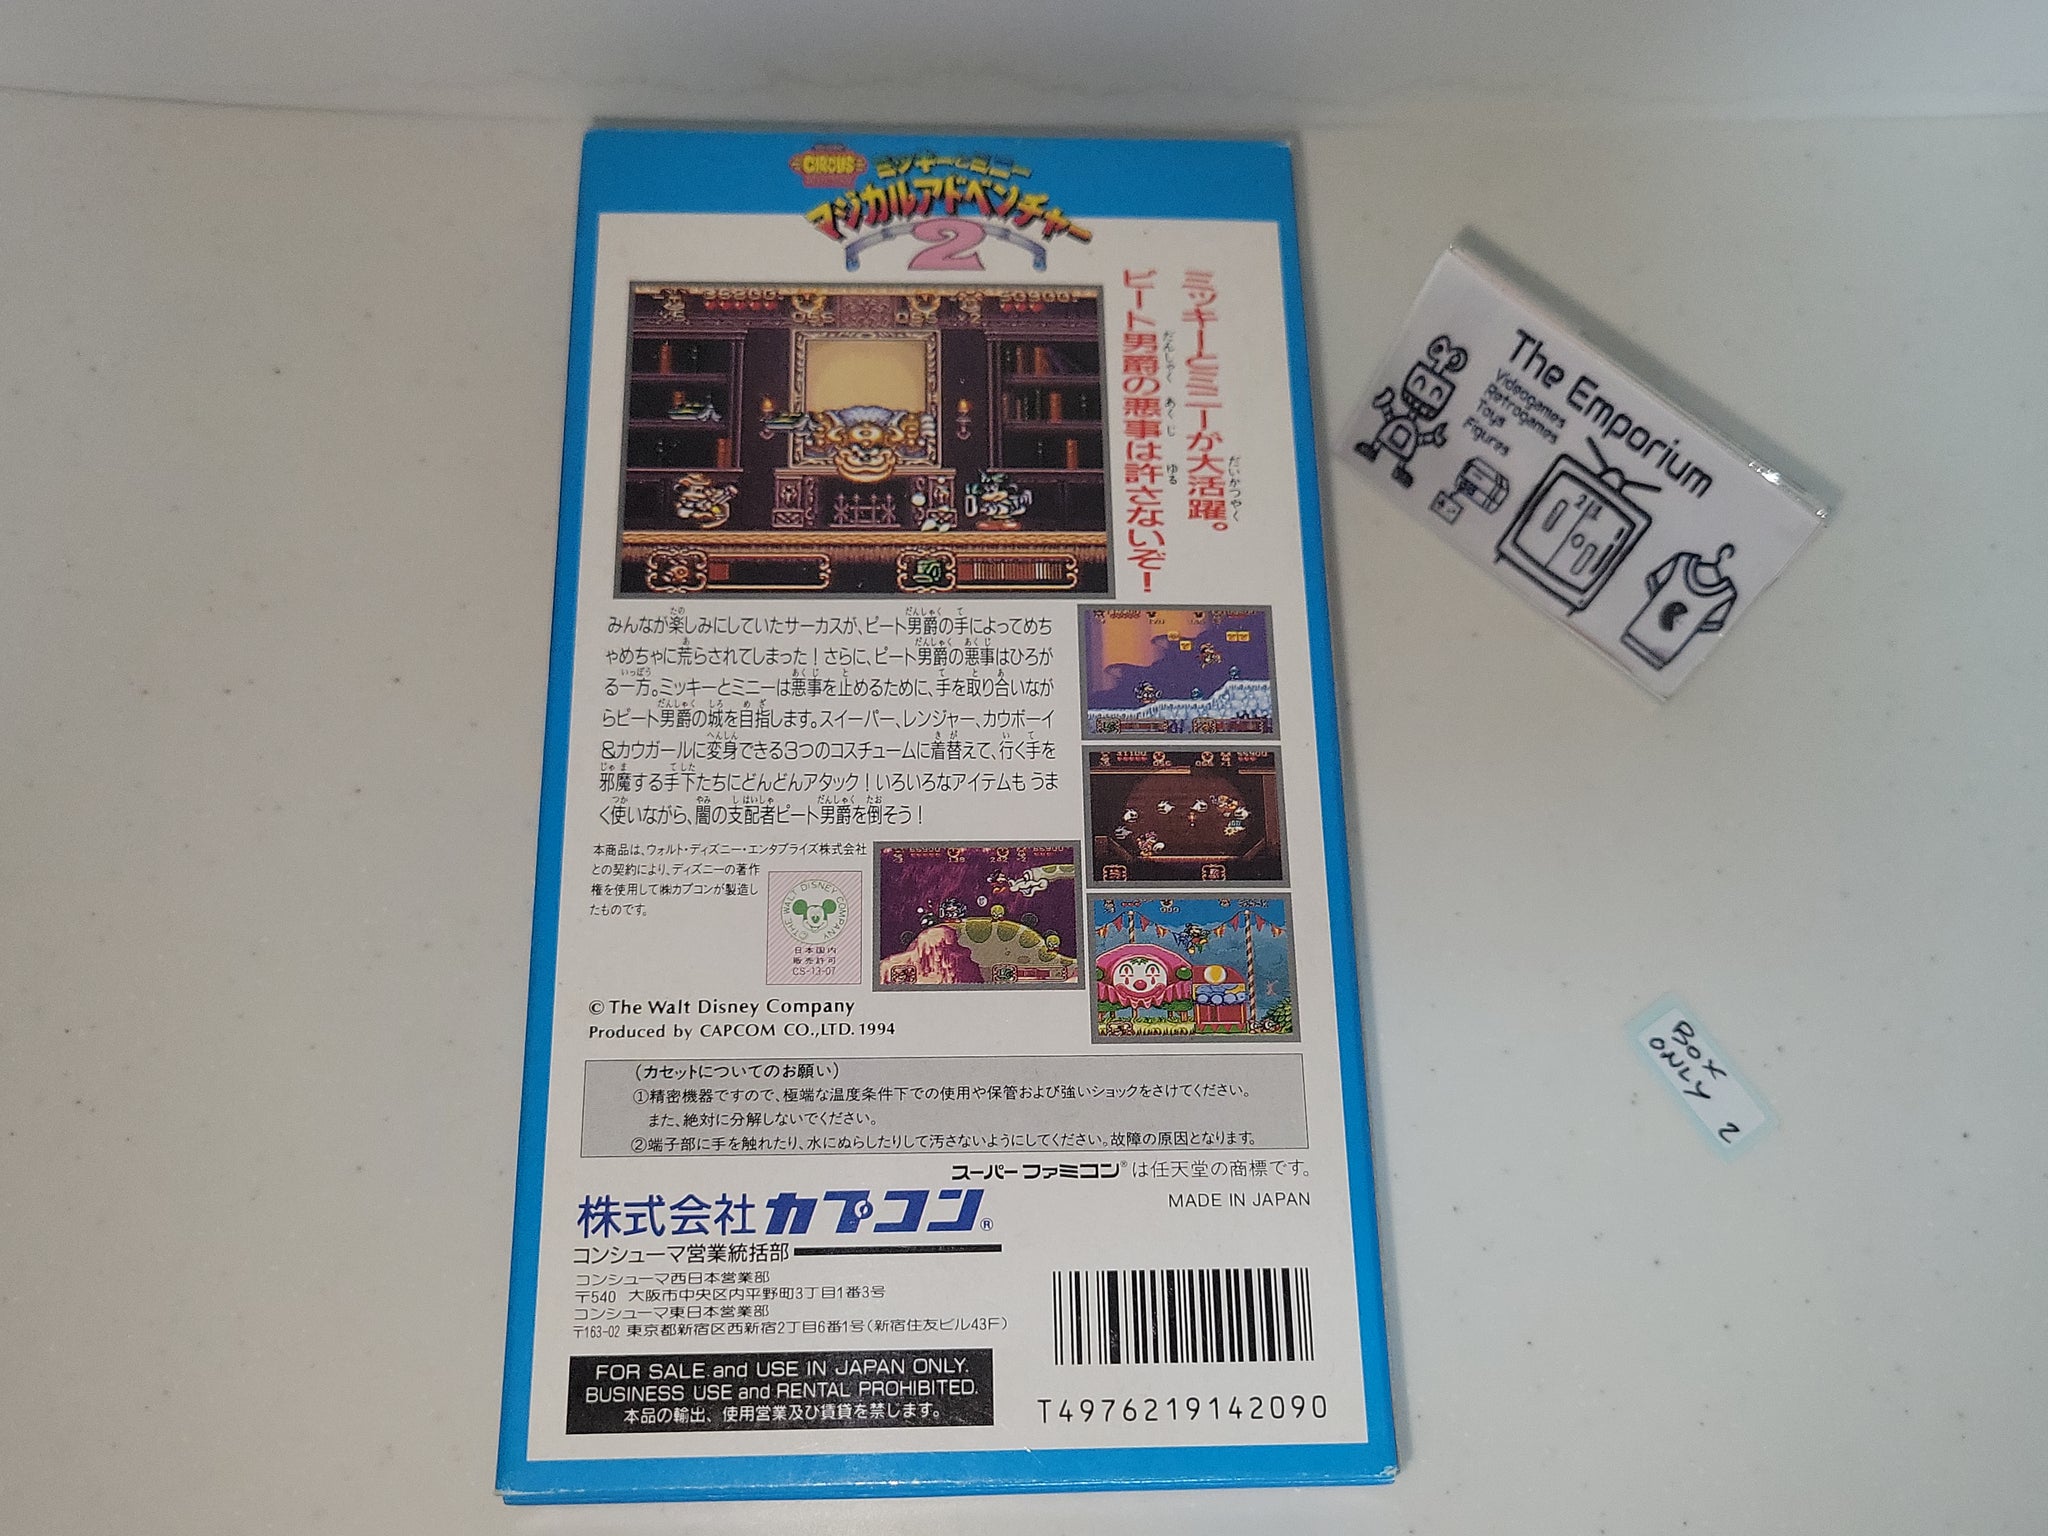 CIRCUS
ミッキーとミニー
マジカルアドベンチャー
2
ミッキーとミニーが大活躍。
ピート男爵の悪事は許さないぞ!
みんなが楽しみにしていたサーカスが、ピート男爵の手によってめち
ゃめちゃに荒らされてしまった!さらに、ピート男爵の悪事はひろが
る一方。ミッキーとミニーは悪事を止めるために、手を取り合いなが
らピート男爵の城を目指します。スイーパー、レンジャー、カウボーイ
&カウガールに変身できる3つのコスチュームに着替えて、行く手を
邪魔する手下たちにどんどんアタック!いろいろなアイテムもうま
く使いながら、闇の支配者ピート男爵を倒そう!
本商品は、ウォルト・ディズニー・エンタプライズ株式会社
との契約により、ディズニーの著作
権を使用して㈱カプコンが製造し
たものです。
©THE WALT DISNEY COMPANY
日本国内
販売許可
CS-13-07
© The Walt Disney Company
Produced by CAPCOM CO.,LTD. 1994
(カセットについてのお願い)
①精密機器ですので、極端な温度条件下での使用や保管および強いショックをさけてください。
また、絶対に分解しないでください。
②端子部に手を触れたり、水にぬらしたりして汚さないようにしてください。故障の原因となります。
スーパーファミコン®は任天堂の商標です。
MADE IN JAPAN
株式会社カプコン®
コンシューマ営業統括部
コンシューマ西日本営業部
〒540 大阪市中央区内平野町3丁目1番3号
コンシューマ東日本営業部
〒163-02 東京都新宿区西新宿2丁目6番1号(新宿住友ビル43F)
FOR SALE and USE IN JAPAN ONLY.
BUSINESS USE and RENTAL PROHIBITED.
本品の輸出、使用営業及び賃貸を禁じます。
T4976219142090
The Emporium
Videogames
Retrogames
Toys
Figures
BOX
ONLY 2